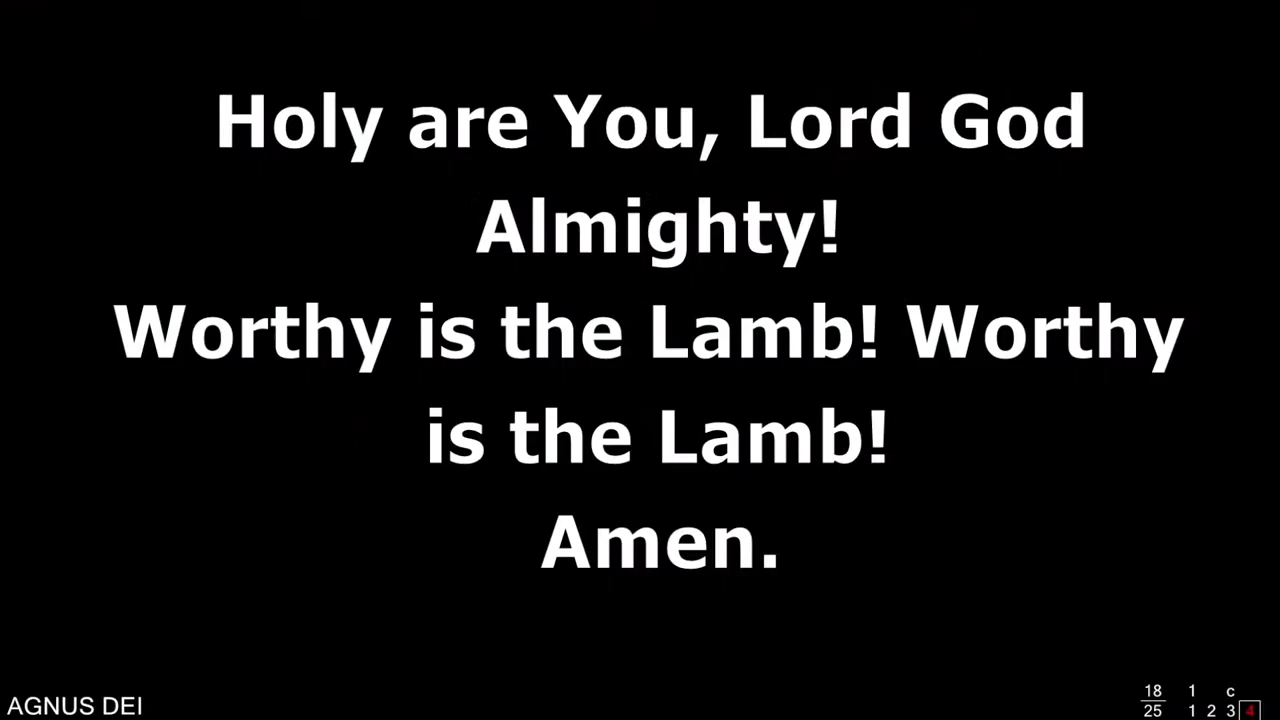 Holy are You, Lord God
Almighty!
Worthy is the Lamb! Worthy
is the Lamb!
Amen.
AGNUS DEI
18 1 c
25 1 2 3 4